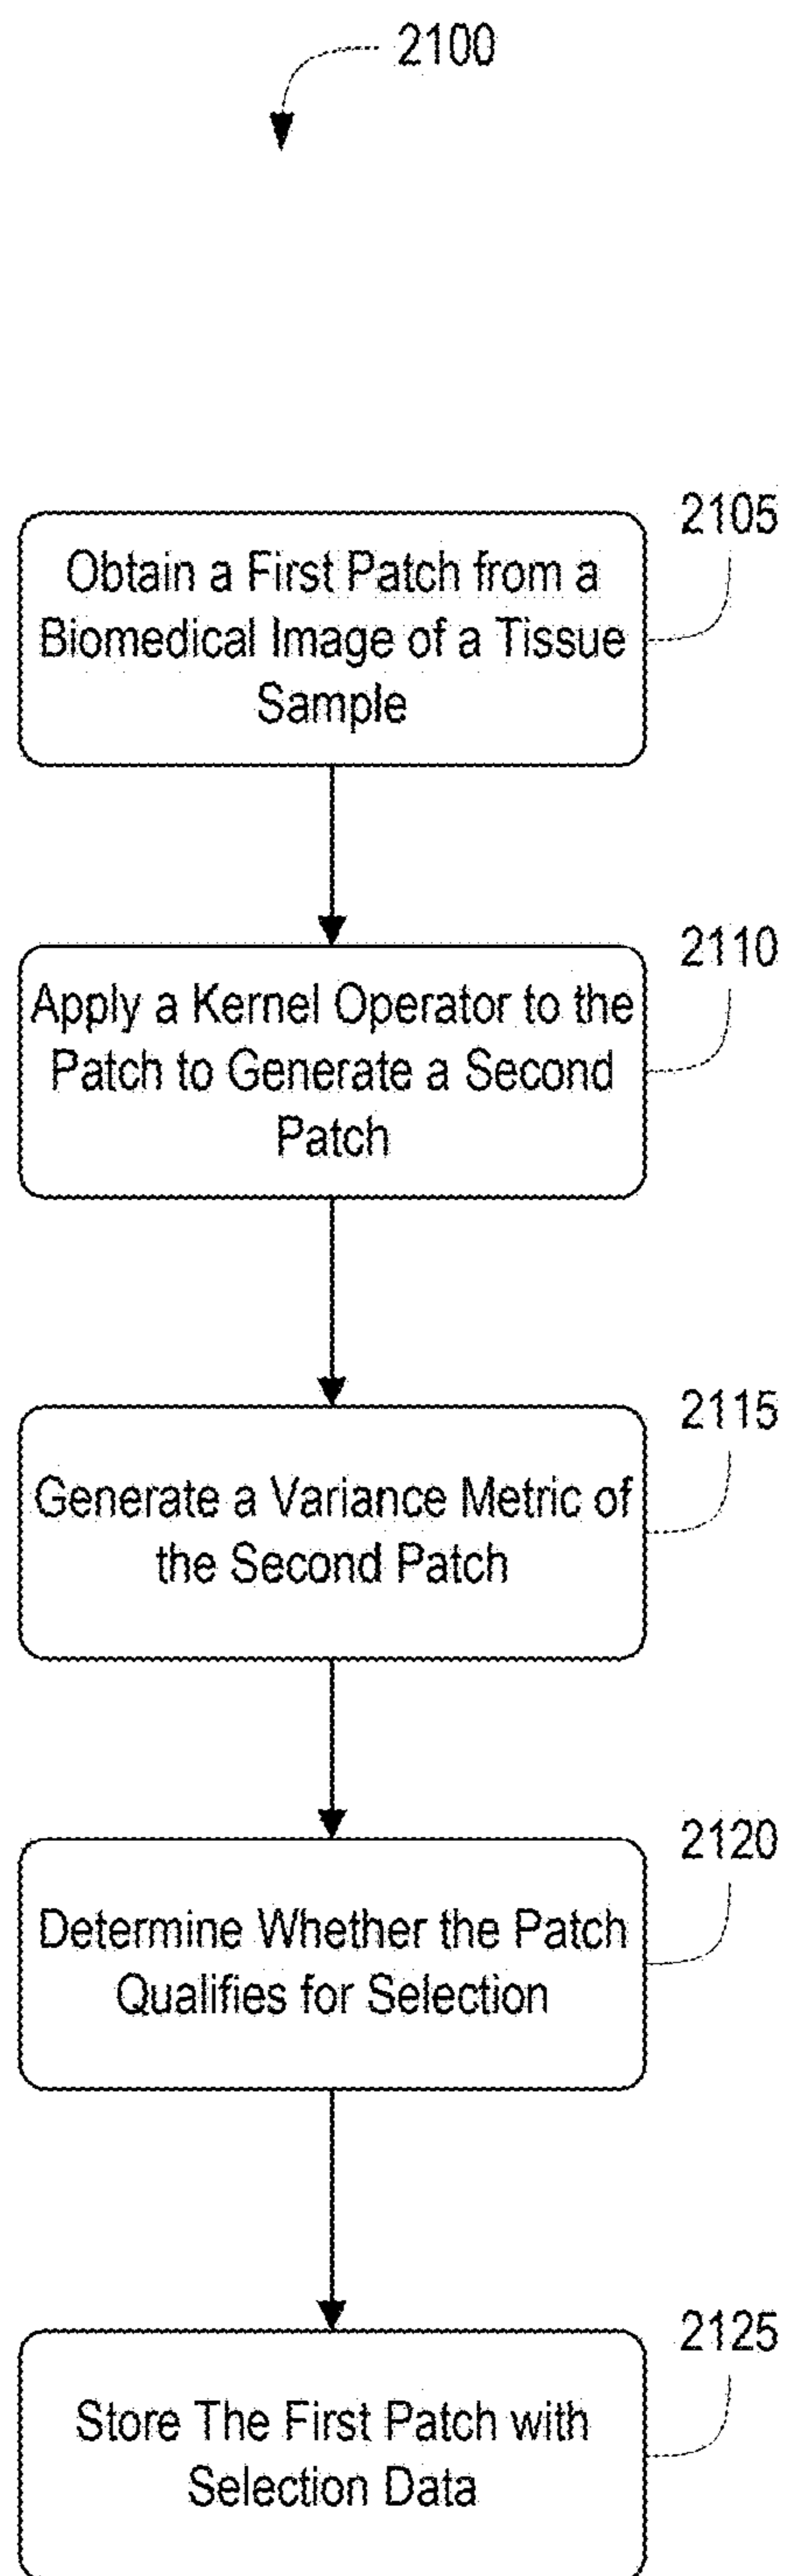 2100
2105
Obtain a First Patch from a
Biomedical Image of a Tissue
Sample
2110
Apply a Kernel Operator to the
Patch to Generate a Second
Patch
2115
Generate a Variance Metric of
the Second Patch
2120
Determine Whether the Patch
Qualifies for Selection
2125
Store The First Patch with
Selection Data